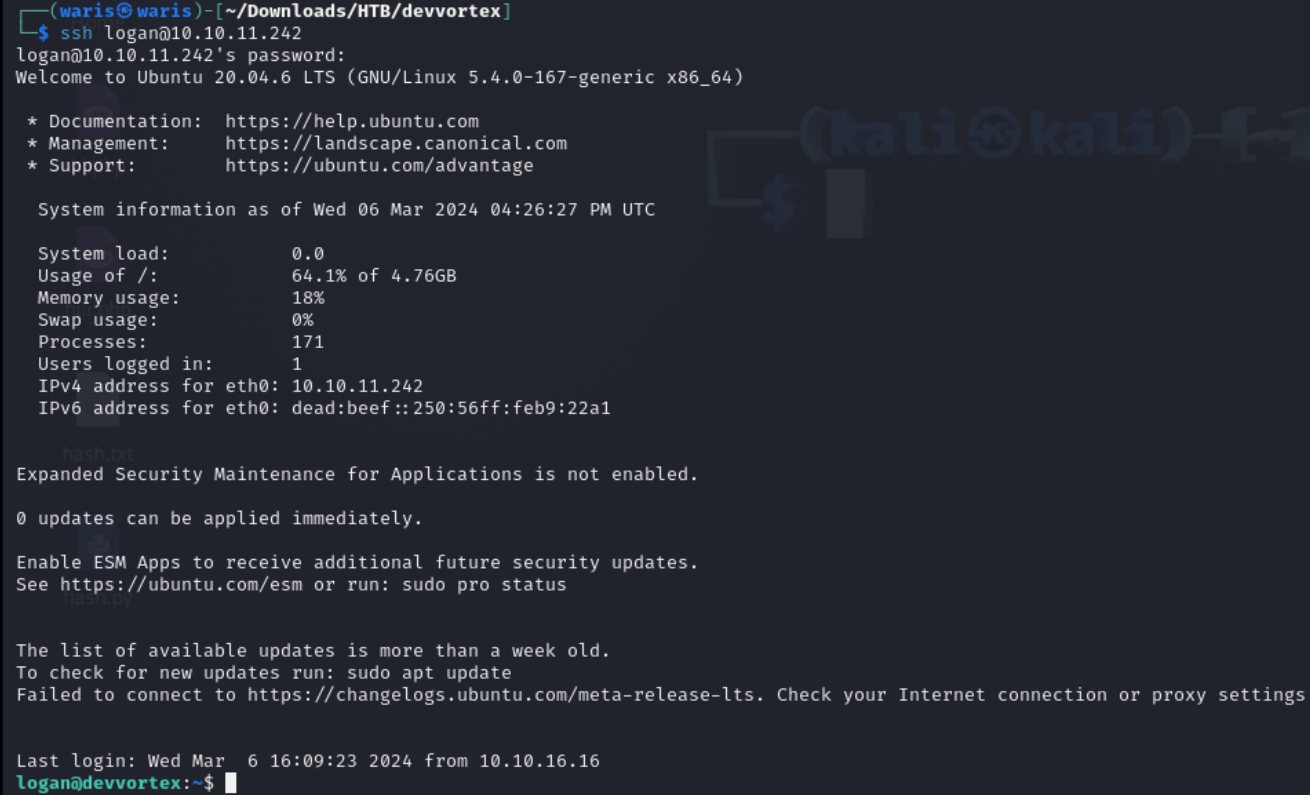 ┌──(waris㉿waris)-[~/Downloads/HTB/devvortex]
└─$ ssh logan@10.10.11.242
logan@10.10.11.242's password:
Welcome to Ubuntu 20.04.6 LTS (GNU/Linux 5.4.0-167-generic x86_64)
* Documentation:  https://help.ubuntu.com
* Management:     https://landscape.canonical.com
* Support:        https://ubuntu.com/advantage
(kali㉿kali)-[
$
System information as of Wed 06 Mar 2024 04:26:27 PM UTC
System load:           0.0
Usage of /:            64.1% of 4.76GB
Memory usage:          18%
Swap usage:            0%
Processes:             171
Users logged in:       1
IPv4 address for eth0: 10.10.11.242
IPv6 address for eth0: dead:beef::250:56ff:feb9:22a1
hash.txt
Expanded Security Maintenance for Applications is not enabled.
0 updates can be applied immediately.
Enable ESM Apps to receive additional future security updates.
See https://ubuntu.com/esm or run: sudo pro status
hash.py
The list of available updates is more than a week old.
To check for new updates run: sudo apt update
Failed to connect to https://changelogs.ubuntu.com/meta-release-lts. Check your Internet connection or proxy settings
Last login: Wed Mar  6 16:09:23 2024 from 10.10.16.16
logan@devvortex:~$